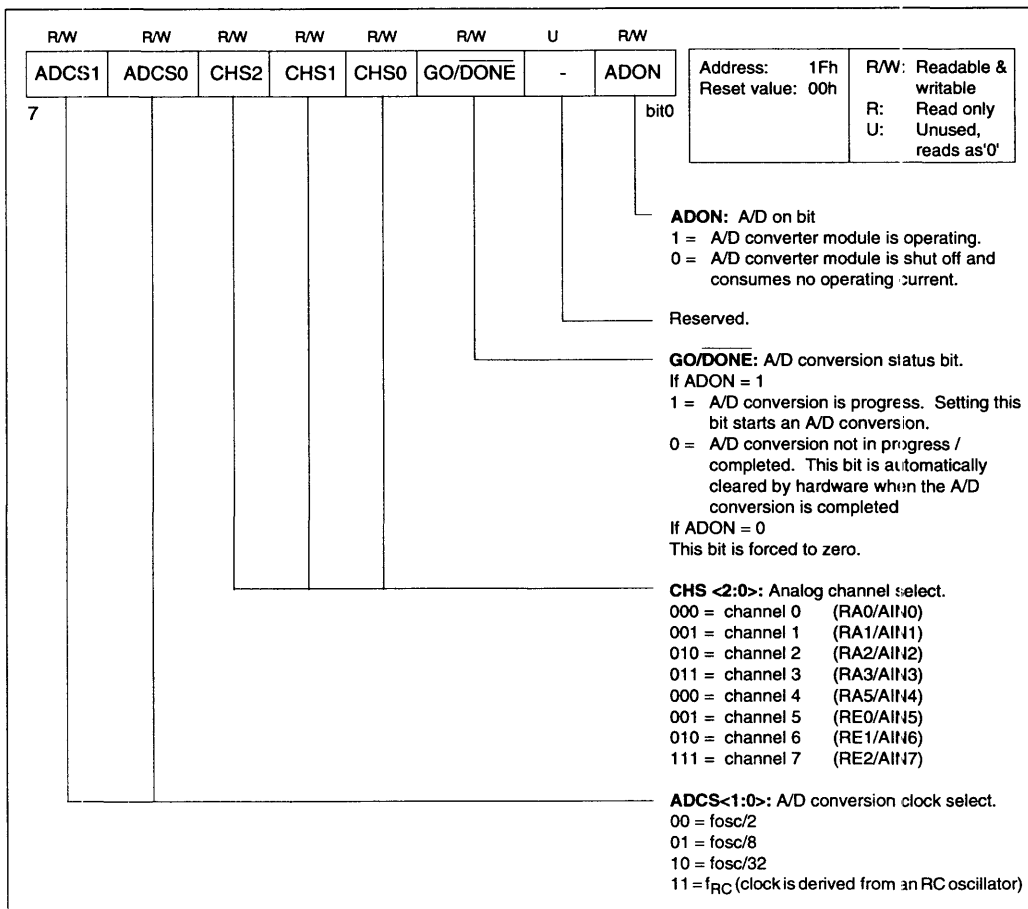 R/W R/W R/W R/W R/W R/W U R/W
ADCS1 ADCS0 CHS2 CHS1 CHS0 GO/DONE - ADON
7 bit0
Address: 1Fh
Reset value: 00h
R/W: Readable &
writable
R: Read only
U: Unused,
reads as'0'
ADON: A/D on bit
1 = A/D converter module is operating.
0 = A/D converter module is shut off and
consumes no operating current.
Reserved.
GO/DONE: A/D conversion status bit.
If ADON = 1
1 = A/D conversion is progress. Setting this
bit starts an A/D conversion.
0 = A/D conversion not in progress /
completed. This bit is automatically
cleared by hardware when the A/D
conversion is completed
If ADON = 0
This bit is forced to zero.
CHS <2:0>: Analog channel select.
000 = channel 0 (RA0/AIN0)
001 = channel 1 (RA1/AIN1)
010 = channel 2 (RA2/AIN2)
011 = channel 3 (RA3/AIN3)
000 = channel 4 (RA5/AIN4)
001 = channel 5 (RE0/AIN5)
010 = channel 6 (RE1/AIN6)
111 = channel 7 (RE2/AIN7)
ADCS<1:0>: A/D conversion clock select.
00 = fosc/2
01 = fosc/8
10 = fosc/32
11 = fRC (clock is derived from an RC oscillator)